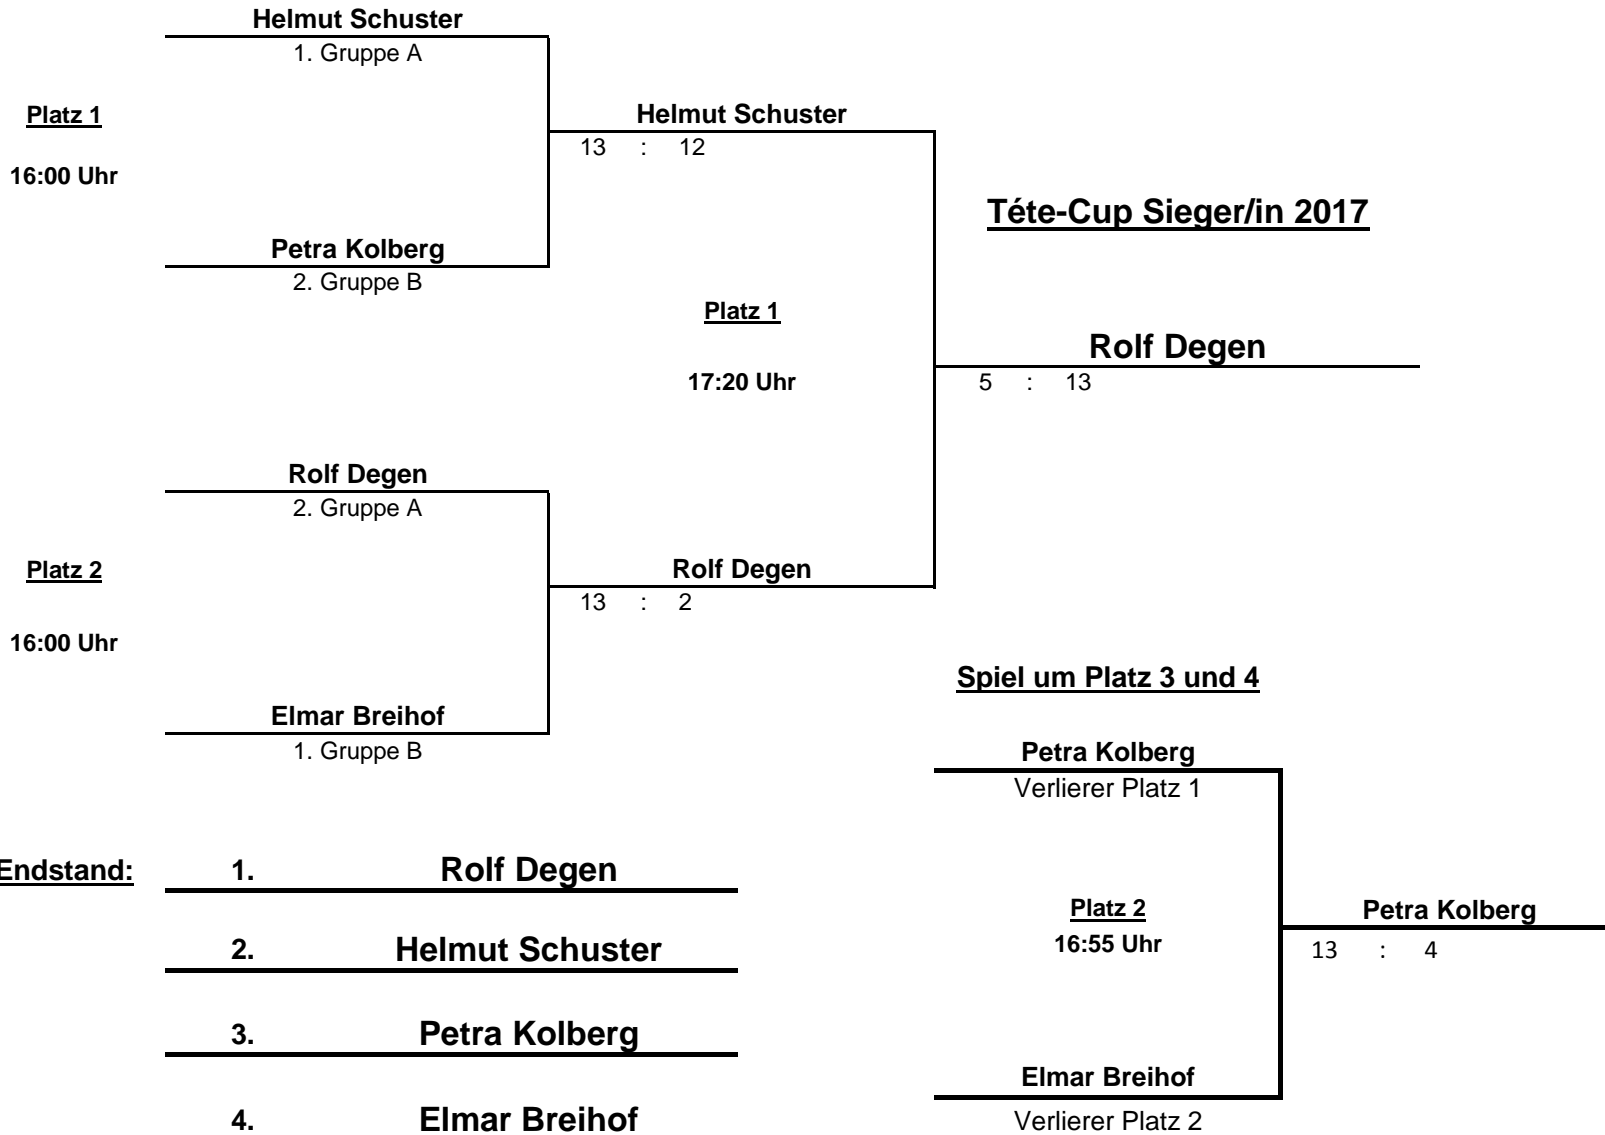 Helmut Schuster
1. Gruppe A
Platz 1
Helmut Schuster
13 : 12
16:00 Uhr
Téte-Cup Sieger/in 2017
Petra Kolberg
2. Gruppe B
Platz 1
Rolf Degen
17:20 Uhr
5 : 13
Rolf Degen
2. Gruppe A
Platz 2
Rolf Degen
13 : 2
16:00 Uhr
Spiel um Platz 3 und 4
Elmar Breihof
1. Gruppe B
Petra Kolberg
Verlierer Platz 1
Endstand: 1. Rolf Degen
Platz 2
Petra Kolberg
2. Helmut Schuster
16:55 Uhr
13 : 4
3. Petra Kolberg
Elmar Breihof
4. Elmar Breihof
Verlierer Platz 2